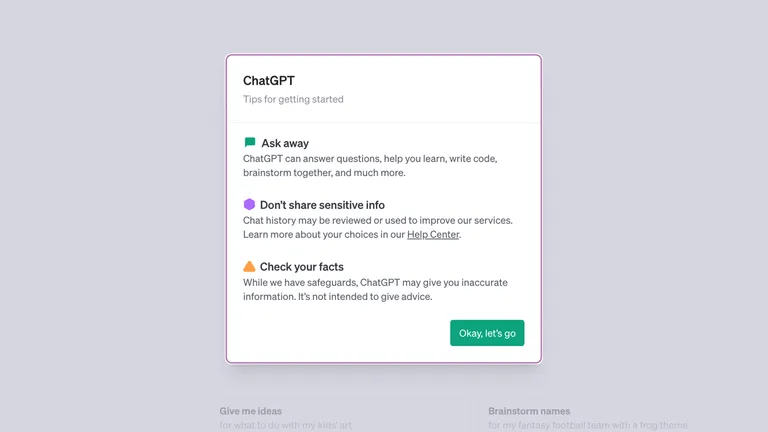 ChatGPT
Tips for getting started
Ask away
ChatGPT can answer questions, help you learn, write code,
brainstorm together, and much more.
Don't share sensitive info
Chat history may be reviewed or used to improve our services.
Learn more about your choices in our Help Center.
Check your facts
While we have safeguards, ChatGPT may give you inaccurate
information. It's not intended to give advice.
Okay, let's go
Give me ideas
for what to do with my kids' art
Brainstorm names
for my fantasy football team with a frog theme